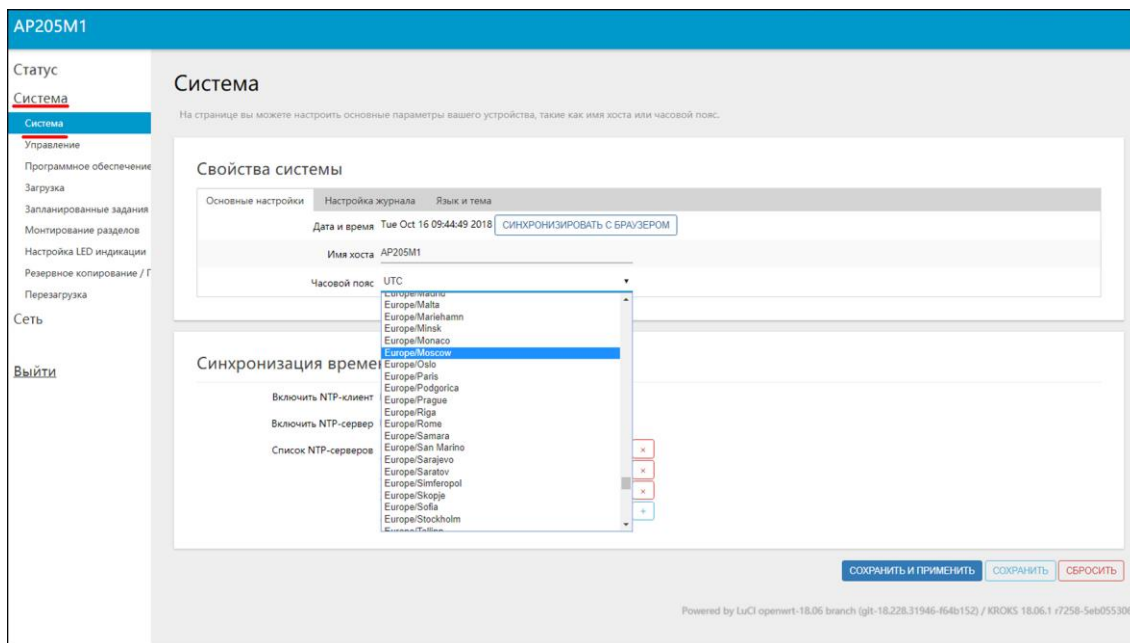 AP205M1
Статус
Система
Система
Управление
Программное обеспечение
Загрузка
Запланированные задания
Монтирование разделов
Настройка LED индикации
Резервное копирование /
Перезагрузка
Сеть
Выйти
Система
На странице вы можете настроить основные параметры вашего устройства, такие как имя хоста или часовой пояс.
Свойства системы
Основные настройки Настройка журнала Язык и тема
Дата и время Tue Oct 16 09:44:49 2018 СИНХРОНИЗИРОВАТЬ С БРАУЗЕРОМ
Имя хоста AP205M1
Часовой пояс UTC
Europe/Madrid
Europe/Malta
Europe/Mariehamn
Europe/Minsk
Europe/Monaco
Europe/Moscow
Europe/Oslo
Europe/Paris
Europe/Podgorica
Europe/Prague
Europe/Riga
Europe/Rome
Europe/Samara
Europe/San Marino
Europe/Sarajevo
Europe/Saratov
Europe/Simferopol
Europe/Skopje
Europe/Sofia
Europe/Stockholm
Europe/Tallinn
Синхронизация
Включить NTP-клиент
Включить NTP-сервер
Список NTP-серверов
СОХРАНИТЬ И ПРИМЕНИТЬ СОХРАНИТЬ СБРОСИТЬ
Powered by LuCI openwrt-18.06 branch (git-18.228.31946-f64b152) / KROKS 18.06.1 r7258-5eb055306